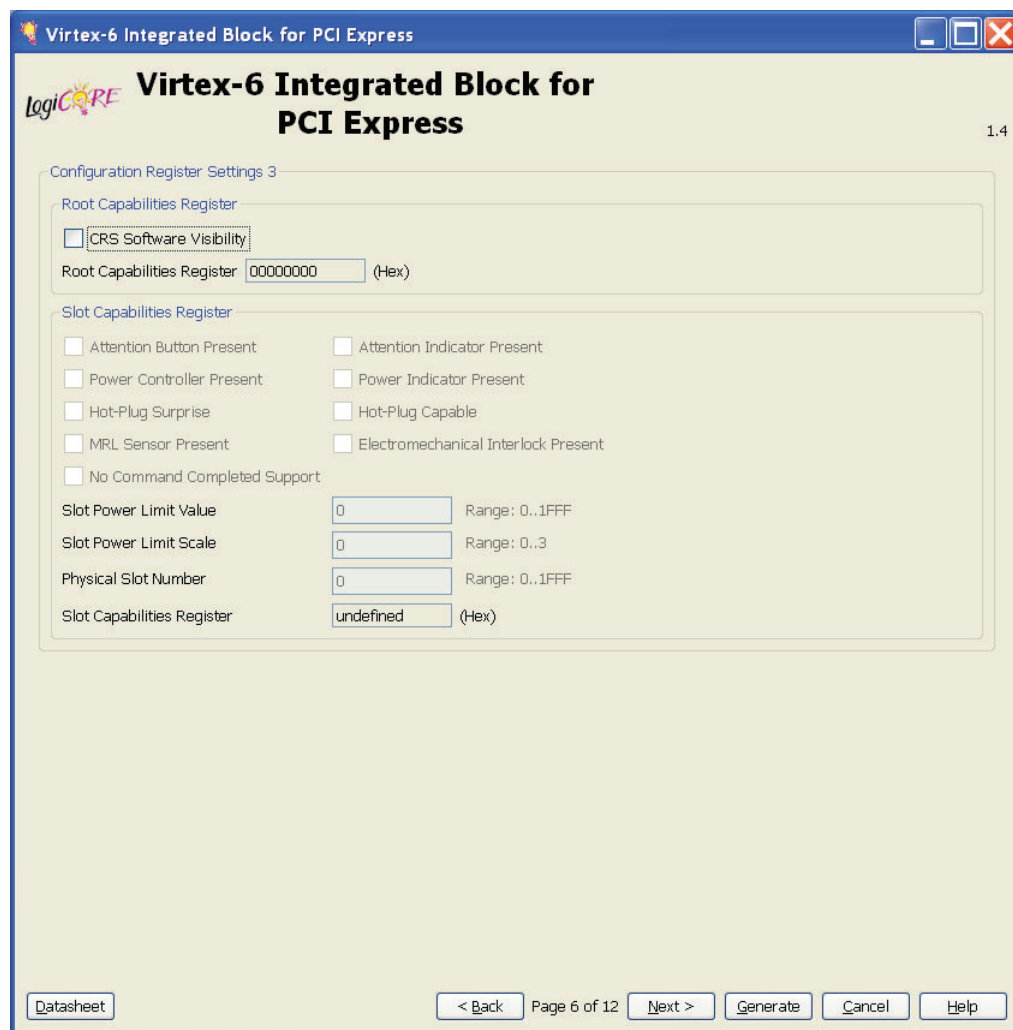 Virtex-6 Integrated Block for PCI Express
LogiCORE
Virtex-6 Integrated Block for
PCI Express
1.4
Configuration Register Settings 3
Root Capabilities Register
CRS Software Visibility
Root Capabilities Register 00000000 (Hex)
Slot Capabilities Register
Attention Button Present Attention Indicator Present
Power Controller Present Power Indicator Present
Hot-Plug Surprise Hot-Plug Capable
MRL Sensor Present Electromechanical Interlock Present
No Command Completed Support
Slot Power Limit Value 0 Range: 0..1FFF
Slot Power Limit Scale 0 Range: 0..3
Physical Slot Number 0 Range: 0..1FFF
Slot Capabilities Register undefined (Hex)
Datasheet < Back Page 6 of 12 Next > Generate Cancel Help